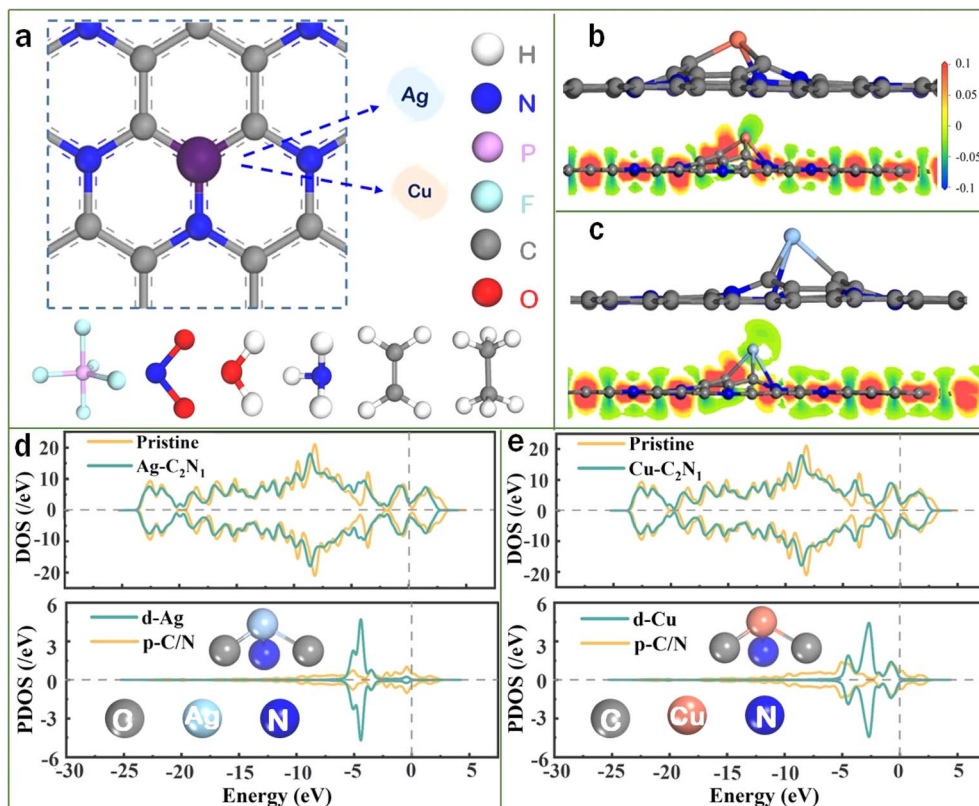 a
Ag
Cu
H
N
P
F
C
O
b
0.1
0.05
0
-0.05
-0.1
c
d
Pristine
Ag-C₂N₁
DOS (/eV)
20
10
0
10
-20
d-Ag
p-C/N
PDOS (/eV)
6
3
0
-3
6
C
Ag
N
-30 -25 -20 -15 -10 -5 0 5
Energy (eV)
e
Pristine
Cu-C₂N₁
DOS (/eV)
20
10
0
10
-20
d-Cu
p-C/N
PDOS (/eV)
6
3
0
-3
6
C
Cu
N
-30 -25 -20 -15 -10 -5 0 5
Energy (eV)